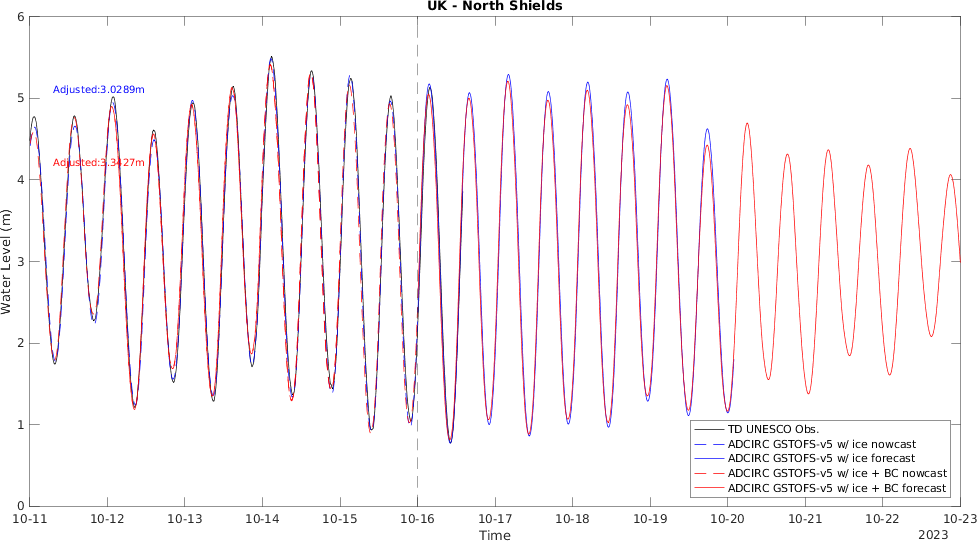 UK - North Shields
6
5
4
3
2
1
0
Water Level (m)
Adjusted:3.0289m
Adjusted:3.3427m
TD UNESCO Obs.
ADCIRC GSTOFS-v5 w/ ice nowcast
ADCIRC GSTOFS-v5 w/ ice forecast
ADCIRC GSTOFS-v5 w/ ice + BC nowcast
ADCIRC GSTOFS-v5 w/ ice + BC forecast
10-11 10-12 10-13 10-14 10-15 10-16 10-17 10-18 10-19 10-20 10-21 10-22 10-23
Time
2023